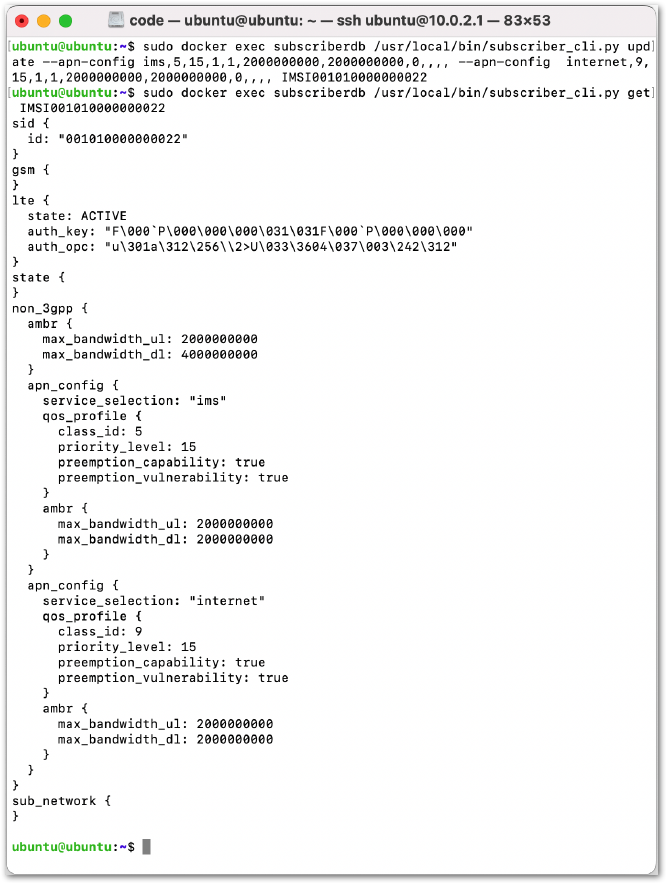 code — ubuntu@ubuntu: ~ — ssh ubuntu@10.0.2.1 — 83×53
[ubuntu@ubuntu:~$ sudo docker exec subscriberdb /usr/local/bin/subscriber_cli.py upd]
ate --apn-config ims,5,15,1,1,2000000000,2000000000,0,,,, --apn-config  internet,9,
15,1,1,2000000000,2000000000,0,,,, IMSI001010000000022
[ubuntu@ubuntu:~$ sudo docker exec subscriberdb /usr/local/bin/subscriber_cli.py get]
 IMSI001010000000022
sid {
  id: "001010000000022"
}
gsm {
}
lte {
  state: ACTIVE
  auth_key: "F\000`P\000\000\000\031\031F\000`P\000\000\000"
  auth_opc: "u\301a\312\256\\2>U\033\3604\037\003\242\312"
}
state {
}
non_3gpp {
  ambr {
    max_bandwidth_ul: 2000000000
    max_bandwidth_dl: 4000000000
  }
  apn_config {
    service_selection: "ims"
    qos_profile {
      class_id: 5
      priority_level: 15
      preemption_capability: true
      preemption_vulnerability: true
    }
    ambr {
      max_bandwidth_ul: 2000000000
      max_bandwidth_dl: 2000000000
    }
  }
  apn_config {
    service_selection: "internet"
    qos_profile {
      class_id: 9
      priority_level: 15
      preemption_capability: true
      preemption_vulnerability: true
    }
    ambr {
      max_bandwidth_ul: 2000000000
      max_bandwidth_dl: 2000000000
    }
  }
}
sub_network {
}
ubuntu@ubuntu:~$